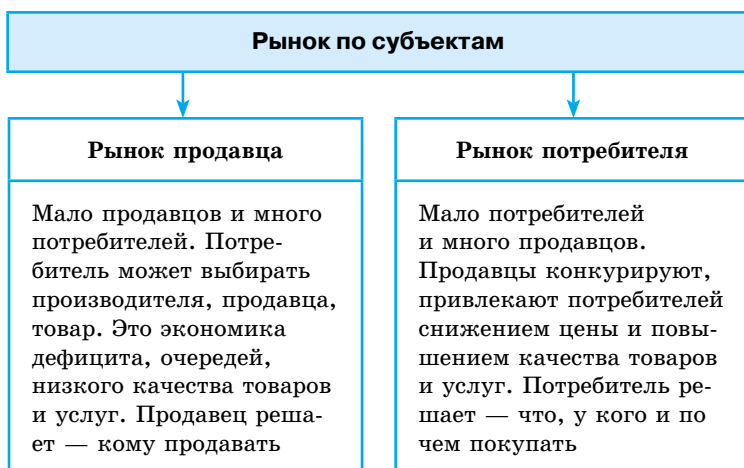 Рынок по субъектам
Рынок продавца
Мало продавцов и много
потребителей. Потре-
битель может выбирать
производителя, продавца,
товар. Это экономика
дефицита, очередей,
низкого качества товаров
и услуг. Продавец реша-
ет — кому продавать
Рынок потребителя
Мало потребителей
и много продавцов.
Продавцы конкурируют,
привлекают потребителей
снижением цены и повы-
шением качества товаров
и услуг. Потребитель ре-
шает — что, у кого и по
чем покупать